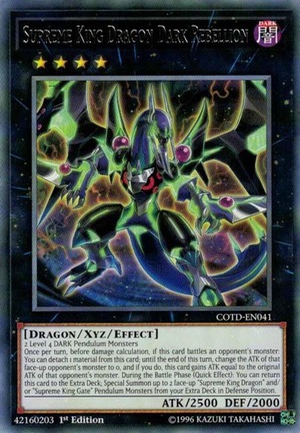 Supreme King Dragon Dark Rebellion
DARK
闇
COTD-EN041
[Dragon/Xyz/Effect]
2 Level 4 DARK Pendulum Monsters
Once per turn, before damage calculation, if this card battles an opponent's monster:
You can detach 1 material from this card; until the end of this turn, change the ATK of that
face-up opponent's monster to 0, and if you do, this card gains ATK equal to the original
ATK of that opponent's monster. During the Battle Phase (Quick Effect): You can return
this card to the Extra Deck; Special Summon up to 2 face-up "Supreme King Dragon" and/
or "Supreme King Gate" Pendulum Monsters from your Extra Deck in Defense Position.
ATK/2500 DEF/2000
42160203 1st Edition ©1996 KAZUKI TAKAHASHI